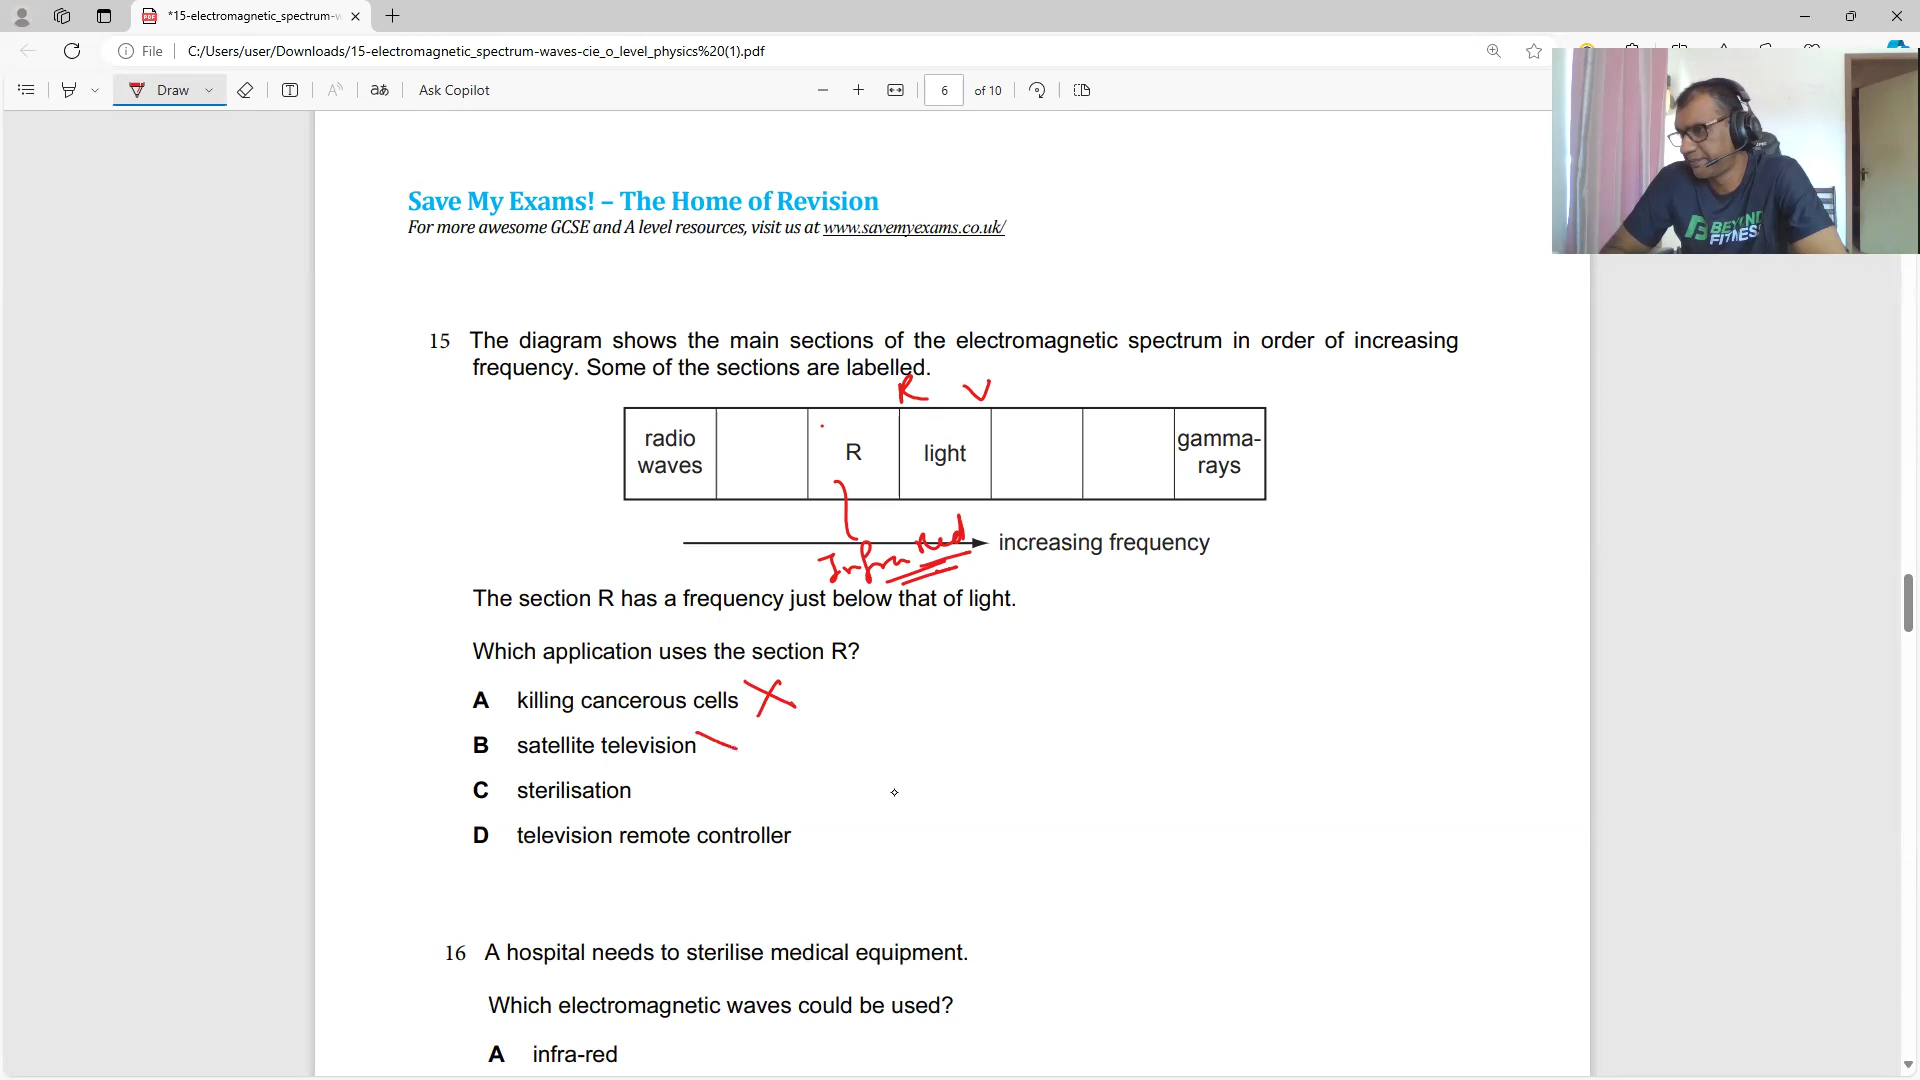 *15-electromagnetic_spectrum-w
File
C:/Users/user/Downloads/15-electromagnetic_spectrum-waves-cie_o_level_physics%20(1).pdf
Draw
T
A
aあ
Ask Copilot
6
of 10
Save My Exams! – The Home of Revision
For more awesome GCSE and A level resources, visit us at www.savemyexams.co.uk/
BEYOND
FITNESS
15 The diagram shows the main sections of the electromagnetic spectrum in order of increasing
frequency. Some of the sections are labelled.
R V
radio waves R light gamma-rays
Infra Red
increasing frequency
The section R has a frequency just below that of light.
Which application uses the section R?
A killing cancerous cells
B satellite television
C sterilisation
D television remote controller
16 A hospital needs to sterilise medical equipment.
Which electromagnetic waves could be used?
A infra-red